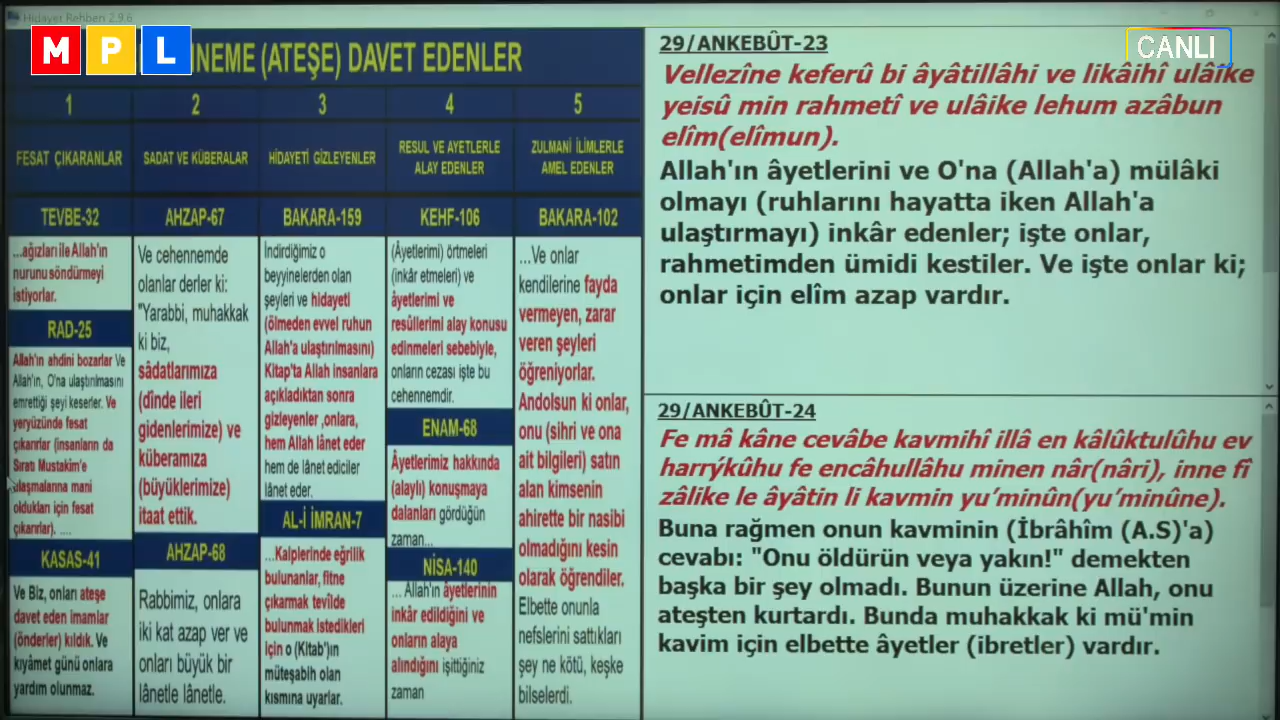 Hidayet Rehberi 2.9.6
MPL
CANLI
NEME (ATEŞE) DAVET EDENLER
1
2
3
4
5
FESAT ÇIKARANLAR
SADAT VE KÜBERALAR
HİDAYETİ GİZLEYENLER
RESUL VE AYETLERLE
ALAY EDENLER
ZULMANİ İLİMLERLE
AMEL EDENLER
TEVBE-32
...ağızları ile Allah'ın
nurunu söndürmeyi
istiyorlar.
RAD-25
Allah'ın ahdini bozarlar Ve
Allah'ın, O'na ulaştırılmasını
emrettiği şeyi keserler. Ve
yeryüzünde fesat
çıkarırlar (insanların da
Sıratı Mustakîm'e
ulaşmalarına mani
oldukları için fesat
çıkarırlar). ....
KASAS-41
Ve Biz, onları ateşe
davet eden imamlar
(önderler) kıldık. Ve
kıyâmet günü onlara
yardım olunmaz.
AHZAP-67
Ve cehennemde
olanlar derler ki:
"Yarabbi, muhakkak
ki biz,
sâdatlarımıza
(dînde ileri
gidenlerimize) ve
küberamıza
(büyüklerimize)
itaat ettik.
AHZAP-68
Rabbimiz, onlara
iki kat azap ver ve
onları büyük bir
lânetle lânetle.
BAKARA-159
İndirdiğimiz o
beyyinelerden olan
şeyleri ve hidayeti
(ölmeden evvel ruhun
Allah'a ulaştırılmasını)
Kitap'ta Allah insanlara
açıkladıktan sonra
gizleyenler ,onlara,
hem Allah lânet eder
hem de lânet ediciler
lânet eder.
AL-İ İMRAN-7
...Kalplerinde eğrilik
bulunanlar, fitne
çıkarmak tevîlde
bulunmak istedikleri
için o (Kitab')ın
müteşabih olan
kısmına uyarlar.
KEHF-106
(Âyetlerimi) örtmeleri
(inkâr etmeleri) ve
âyetlerimi ve
resûllerimi alay konusu
edinmeleri sebebiyle,
onların cezası işte bu
cehennemdir.
ENAM-68
Âyetlerimiz hakkında
(alaylı) konuşmaya
dalanları gördüğün
zaman...
NİSA-140
... Allah'ın âyetlerinin
inkâr edildiğini ve
onların alaya
alındığını işittiğiniz
zaman
BAKARA-102
...Ve onlar
kendilerine fayda
vermeyen, zarar
veren şeyleri
öğreniyorlar.
Andolsun ki onlar,
onu (sihri ve ona
ait bilgileri) satın
alan kimsenin
ahirette bir nasibi
olmadığını kesin
olarak öğrendiler.
Elbette onunla
nefslerini sattıkları
şey ne kötü, keşke
bilselerdi.
29/ANKEBÛT-23
Vellezîne keferû bi âyâtillâhi ve likâihî ulâike
yeisû min rahmetî ve ulâike lehum azâbun
elîm(elîmun).
Allah'ın âyetlerini ve O'na (Allah'a) mülâki
olmayı (ruhlarını hayatta iken Allah'a
ulaştırmayı) inkâr edenler; işte onlar,
rahmetimden ümidi kestiler. Ve işte onlar ki;
onlar için elîm azap vardır.
29/ANKEBÛT-24
Fe mâ kâne cevâbe kavmihî illâ en kâlûktulûhu ev
harrýkûhu fe encâhullâhu minen nâr(nâri), inne fî
zâlike le âyâtin li kavmin yu'minûn(yu'minûne).
Buna rağmen onun kavminin (İbrâhîm (A.S)'a)
cevabı: "Onu öldürün veya yakın!" demekten
başka bir şey olmadı. Bunun üzerine Allah, onu
ateşten kurtardı. Bunda muhakkak ki mü'min
kavim için elbette âyetler (ibretler) vardır.